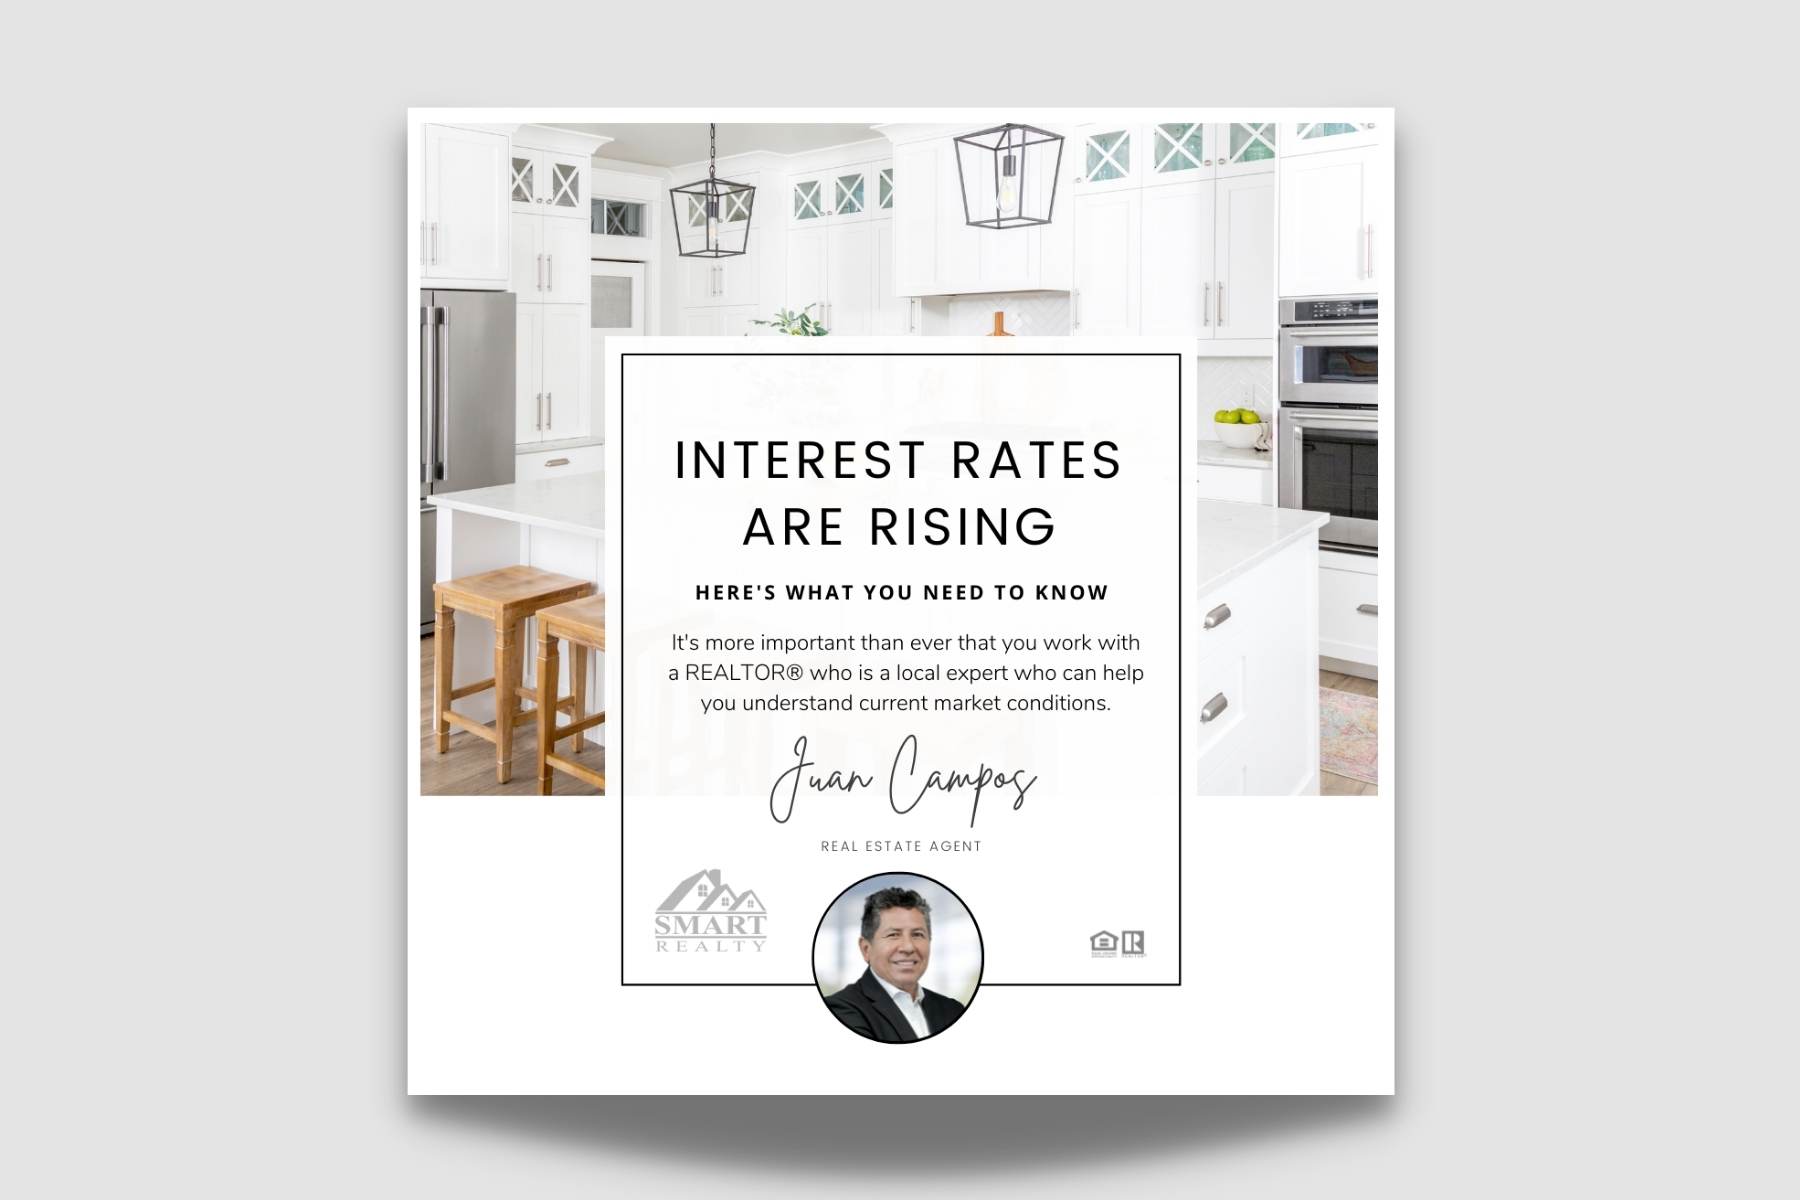 INTEREST RATES
ARE RISING
HERE'S WHAT YOU NEED TO KNOW
It's more important than ever that you work with
a REALTOR® who is a local expert who can help
you understand current market conditions.
Juan Campos
REAL ESTATE AGENT
SMART
REALTY